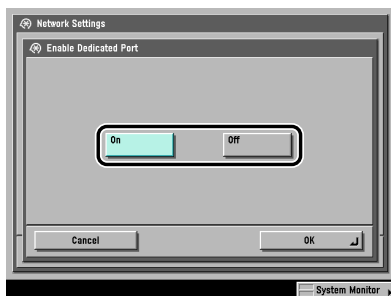 Network Settings
Enable Dedicated Port
On Off
Cancel OK
System Monitor